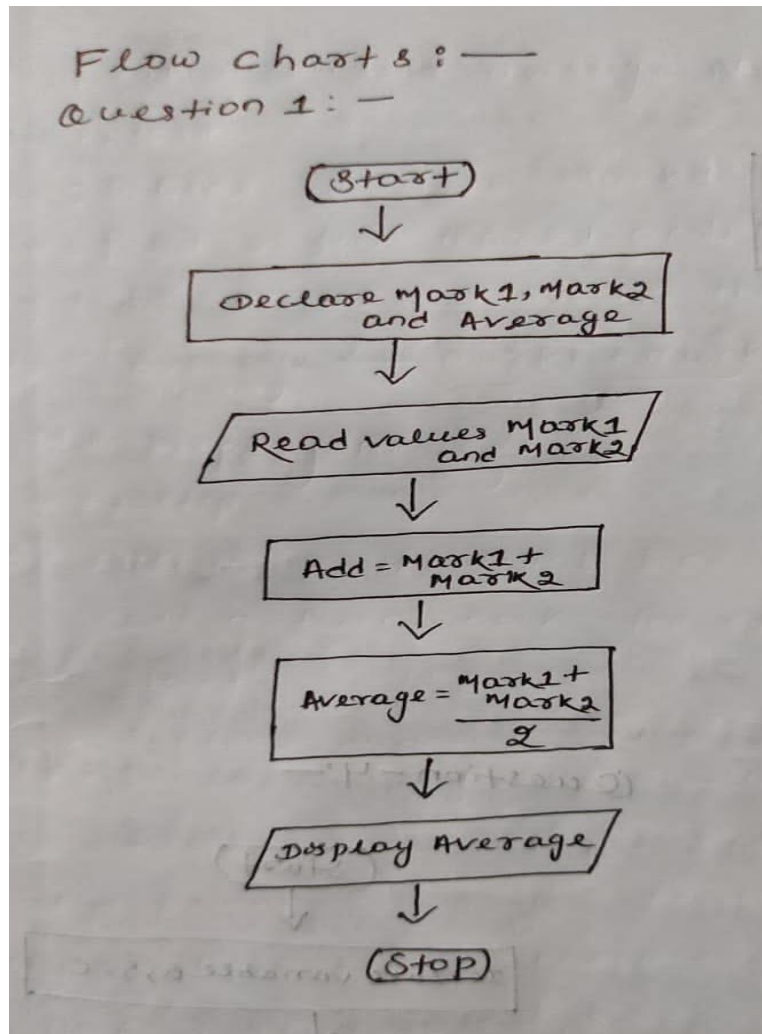 Flow charts : —
Question 1 : —
Start
Declare Mark1, Mark2
and Average
Read values Mark1
and Mark2
Add = Mark1 +
Mark2
Average = Mark1 +
Mark2
2
Display Average
Stop